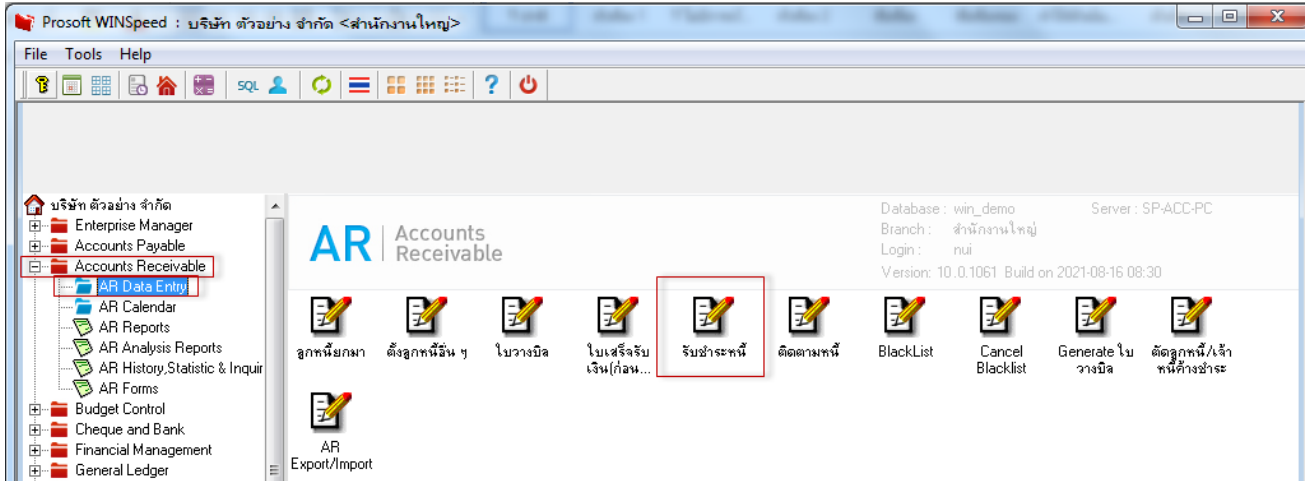 Prosoft WINSpeed : บริษัท ตัวอย่าง จำกัด <สำนักงานใหญ่>
File Tools Help
SQL
?
บริษัท ตัวอย่าง จำกัด
Enterprise Manager
Accounts Payable
Accounts Receivable
AR Data Entry
AR Calendar
AR Reports
AR Analysis Reports
AR History,Statistic & Inquir
AR Forms
Budget Control
Cheque and Bank
Financial Management
General Ledger
AR Accounts
Receivable
Database : win_demo Server : SP-ACC-PC
Branch : สำนักงานใหญ่
Login : nui
Version: 10.0.1061 Build on 2021-08-16 08:30
ลูกหนี้ยกมา
ตั้งลูกหนี้อื่น ๆ
ใบวางบิล
ใบเสร็จรับ
เงิน(ก่อน...
รับชำระหนี้
ติดตามหนี้
BlackList
Cancel
Blacklist
Generate ใบ
วางบิล
ตัดลูกหนี้/เจ้า
หนี้ค้างชำระ
AR
Export/Import